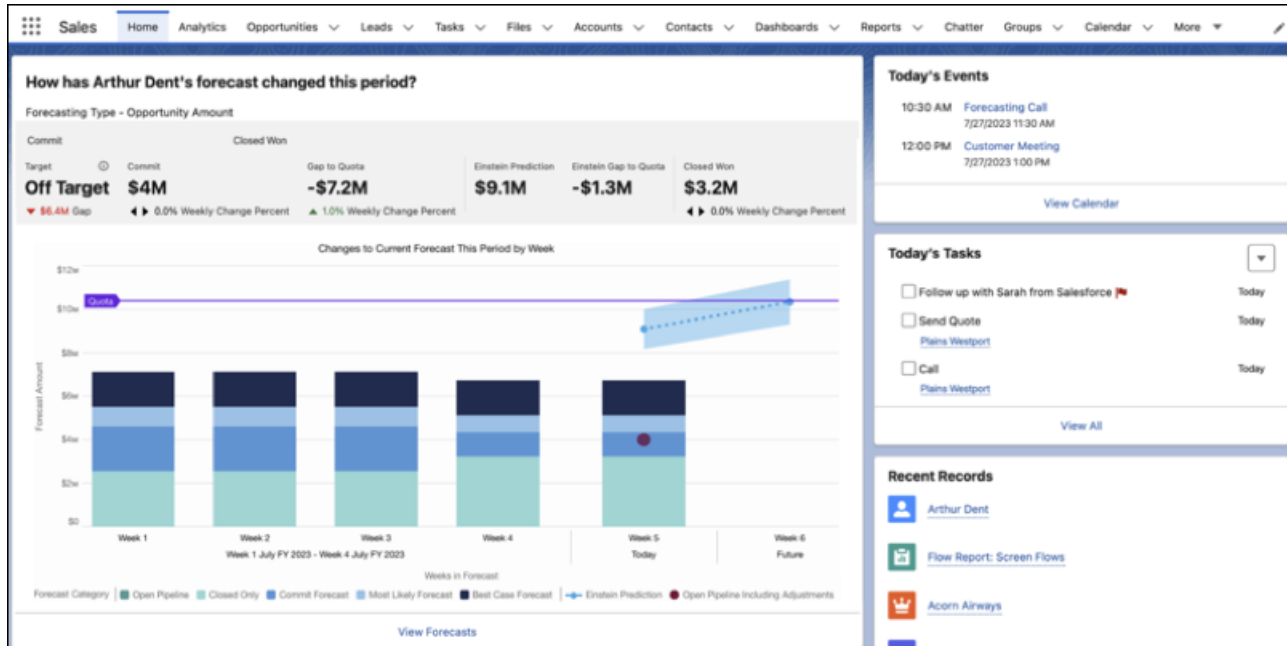 Sales Home Analytics Opportunities Leads Tasks Files Accounts Contacts Dashboards Reports Chatter Groups Calendar More
How has Arthur Dent's forecast changed this period?
Forecasting Type - Opportunity Amount
Commit Closed Won
Target Commit Gap to Quota Einstein Prediction Einstein Gap to Quota Closed Won
Off Target $4M -$7.2M $9.1M -$1.3M $3.2M
$6.4M Gap 0.0% Weekly Change Percent 1.0% Weekly Change Percent 0.0% Weekly Change Percent
Changes to Current Forecast This Period by Week
$12M
Quota
$10M
$8M
$6M
$4M
$2M
$0
Forecast Amount
Week 1 Week 2 Week 3 Week 4 Week 5 Week 6
Week 1 July FY 2023 - Week 4 July FY 2023 Today Future
Weeks in Forecast
Forecast Category Open Pipeline Closed Only Commit Forecast Most Likely Forecast Best Case Forecast Einstein Prediction Open Pipeline Including Adjustments
View Forecasts
Today's Events
10:30 AM Forecasting Call
7/27/2023 11:30 AM
12:00 PM Customer Meeting
7/27/2023 1:00 PM
View Calendar
Today's Tasks
Follow up with Sarah from Salesforce Today
Send Quote Today
Plains Westport
Call Today
Plains Westport
View All
Recent Records
Arthur Dent
Flow Report: Screen Flows
Acorn Airways